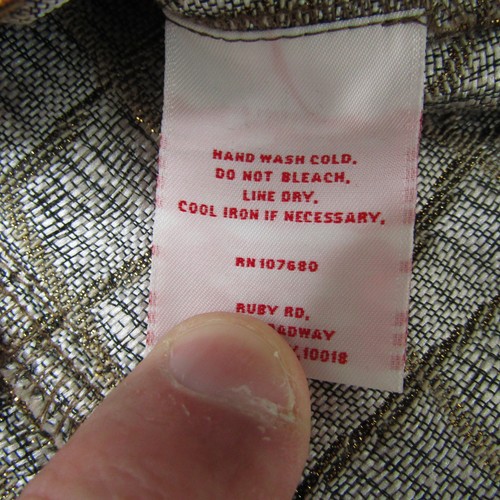 HAND WASH COLD.
DO NOT BLEACH.
LINE DRY.
COOL IRON IF NECESSARY.
RN 107680
RUBY RD.
10018